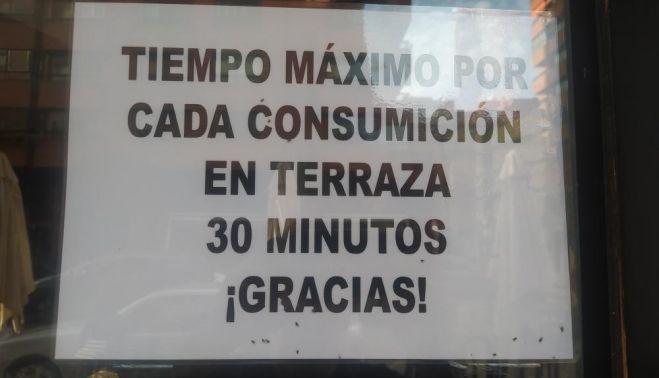 TIEMPO MÁXIMO POR
CADA CONSUMICIÓN
EN TERRAZA
30 MINUTOS
¡GRACIAS!